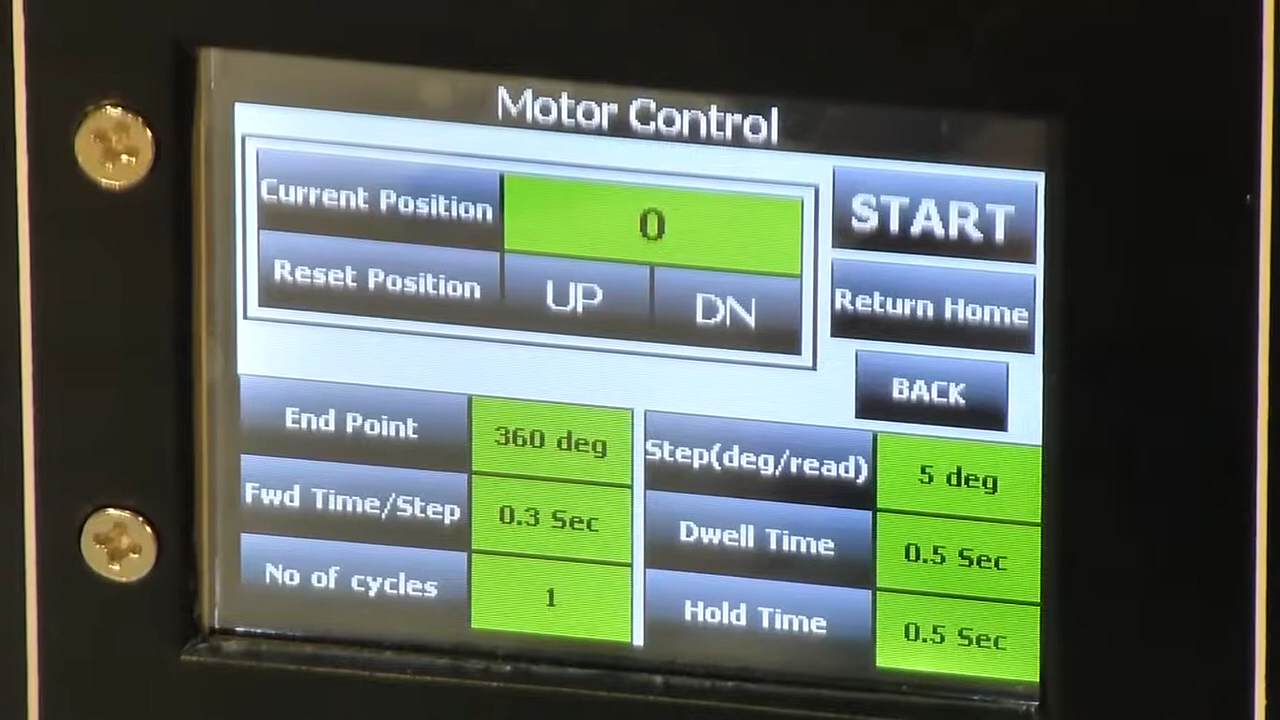 Motor Control
Current Position 0
Reset Position UP DN
START
Return Home
BACK
End Point 360 deg
Fwd Time/Step 0.3 Sec
No of cycles 1
Step(deg/read) 5 deg
Dwell Time 0.5 Sec
Hold Time 0.5 Sec